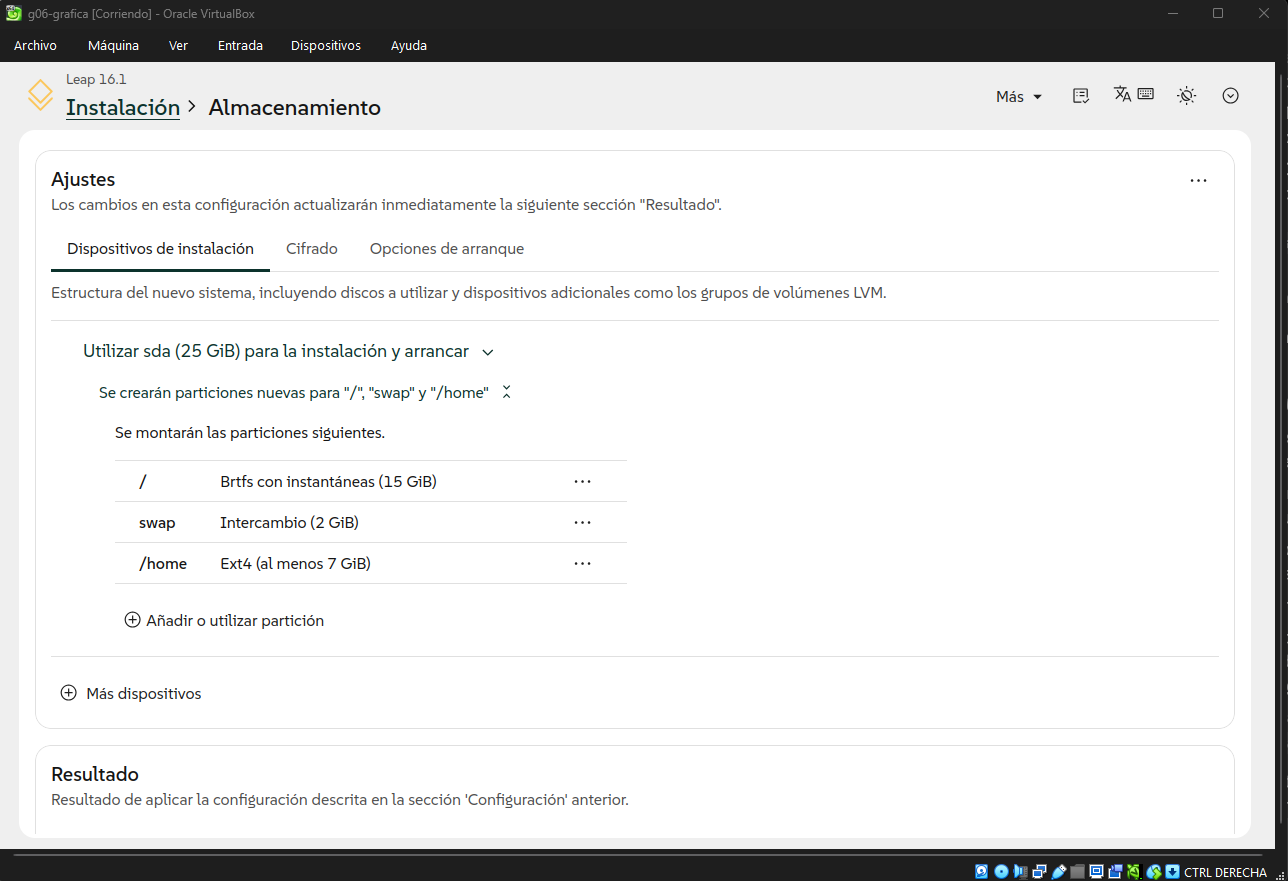 g06-grafica [Corriendo] - Oracle VirtualBox
Archivo Máquina Ver Entrada Dispositivos Ayuda
Leap 16.1
Instalación > Almacenamiento
Más
Ajustes
Los cambios en esta configuración actualizarán inmediatamente la siguiente sección "Resultado".
Dispositivos de instalación Cifrado Opciones de arranque
Estructura del nuevo sistema, incluyendo discos a utilizar y dispositivos adicionales como los grupos de volúmenes LVM.
Utilizar sda (25 GiB) para la instalación y arrancar
Se crearán particiones nuevas para "/", "swap" y "/home"
Se montarán las particiones siguientes.
/ Brtfs con instantáneas (15 GiB)
swap Intercambio (2 GiB)
/home Ext4 (al menos 7 GiB)
Añadir o utilizar partición
Más dispositivos
Resultado
Resultado de aplicar la configuración descrita en la sección 'Configuración' anterior.
CTRL DERECHA